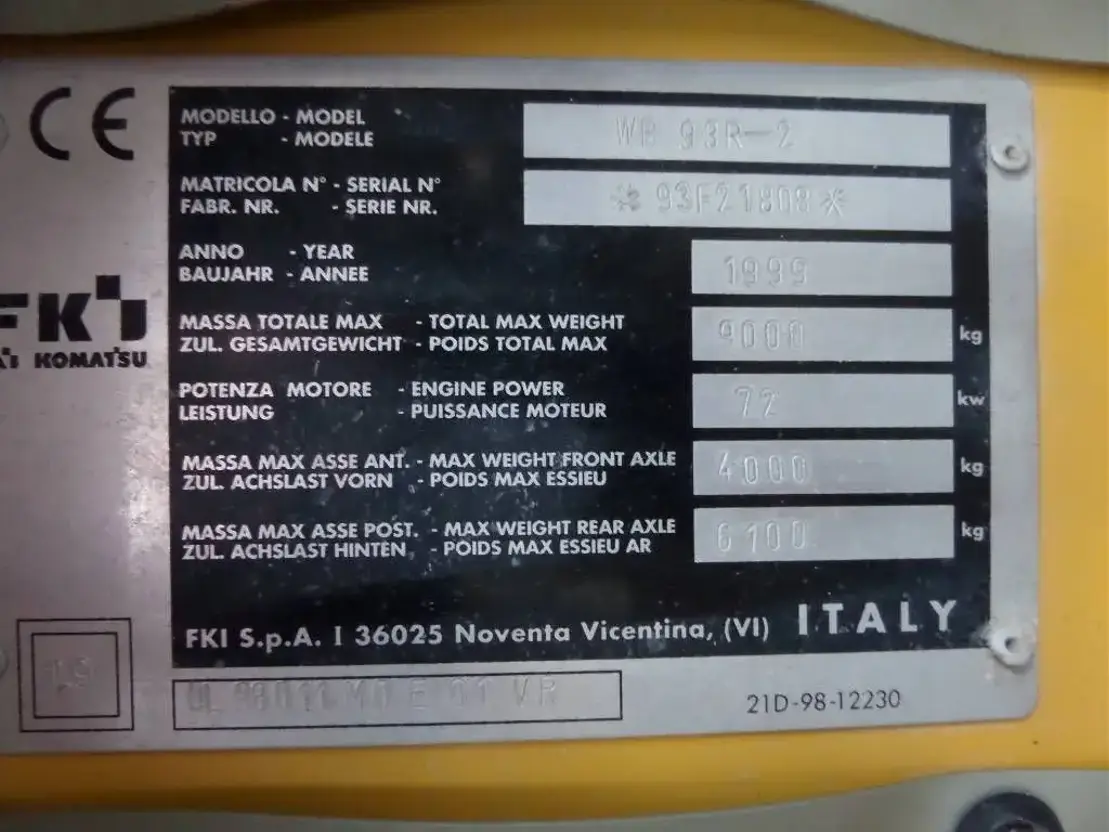 CE
MODELLO - MODEL
TYP - MODELE
WB 93R-2
MATRICOLA N° - SERIAL N°
FABR. NR. - SERIE NR.
* 93F21808 *
ANNO - YEAR
BAUJAHR - ANNEE
1999
FKI
KOMATSU
MASSA TOTALE MAX - TOTAL MAX WEIGHT
ZUL. GESAMTGEWICHT - POIDS TOTAL MAX
9000 kg
POTENZA MOTORE - ENGINE POWER
LEISTUNG - PUISSANCE MOTEUR
72 kw
MASSA MAX ASSE ANT. - MAX WEIGHT FRONT AXLE
ZUL. ACHSLAST VORN - POIDS MAX ESSIEU
4000 kg
MASSA MAX ASSE POST. - MAX WEIGHT REAR AXLE
ZUL. ACHSLAST HINTEN - POIDS MAX ESSIEU AR
6100 kg
FKI S.p.A. I 36025 Noventa Vicentina, (VI) ITALY
VR
21D-98-12230